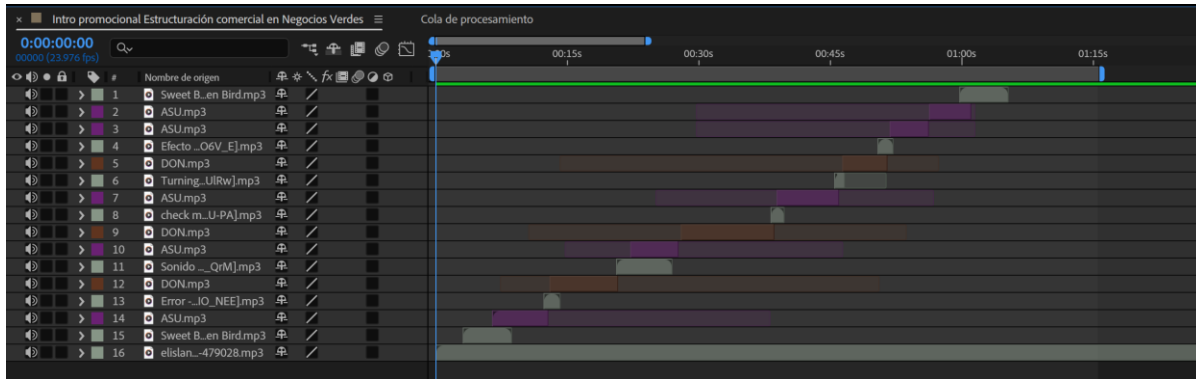 × Intro promocional Estructuración comercial en Negocios Verdes ≡ Cola de procesamiento
0:00:00:00
00000 (23.976 fps)
00:15s 00:30s 00:45s 01:00s 01:15s
# Nombre de origen fx
1 Sweet B...en Bird.mp3
2 ASU.mp3
3 ASU.mp3
4 Efecto ...O6V_E].mp3
5 DON.mp3
6 Turning...UlRw].mp3
7 ASU.mp3
8 check m...U-PA].mp3
9 DON.mp3
10 ASU.mp3
11 Sonido ..._QrM].mp3
12 DON.mp3
13 Error -...IO_NEE].mp3
14 ASU.mp3
15 Sweet B...en Bird.mp3
16 elislan...-479028.mp3